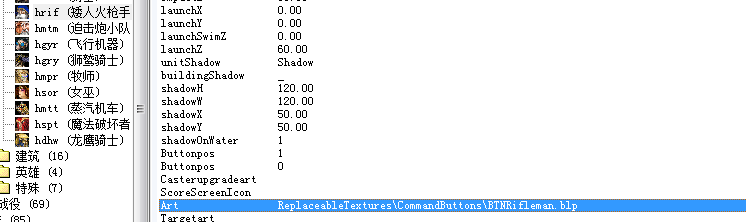 hrif (矮人火枪手
hmtm (迫击炮小队
hgyr (飞行机器)
hgry (狮鹫骑士)
hmpr (牧师)
hsor (女巫)
hmtt (蒸汽机车)
hspt (魔法破坏者
hdhw (龙鹰骑士)
建筑 (16)
英雄 (4)
特殊 (7)
战役 (69)
(85)
launchX 0.00
launchY 0.00
launchSwimZ 0.00
launchZ 60.00
unitShadow Shadow
buildingShadow _
shadowH 120.00
shadowW 120.00
shadowX 50.00
shadowY 50.00
shadowOnWater 1
Buttonpos 1
Buttonpos 0
Casterupgradeart
ScoreScreenIcon
Art ReplaceableTextures\CommandButtons\BTNRifleman.blp
Targetart